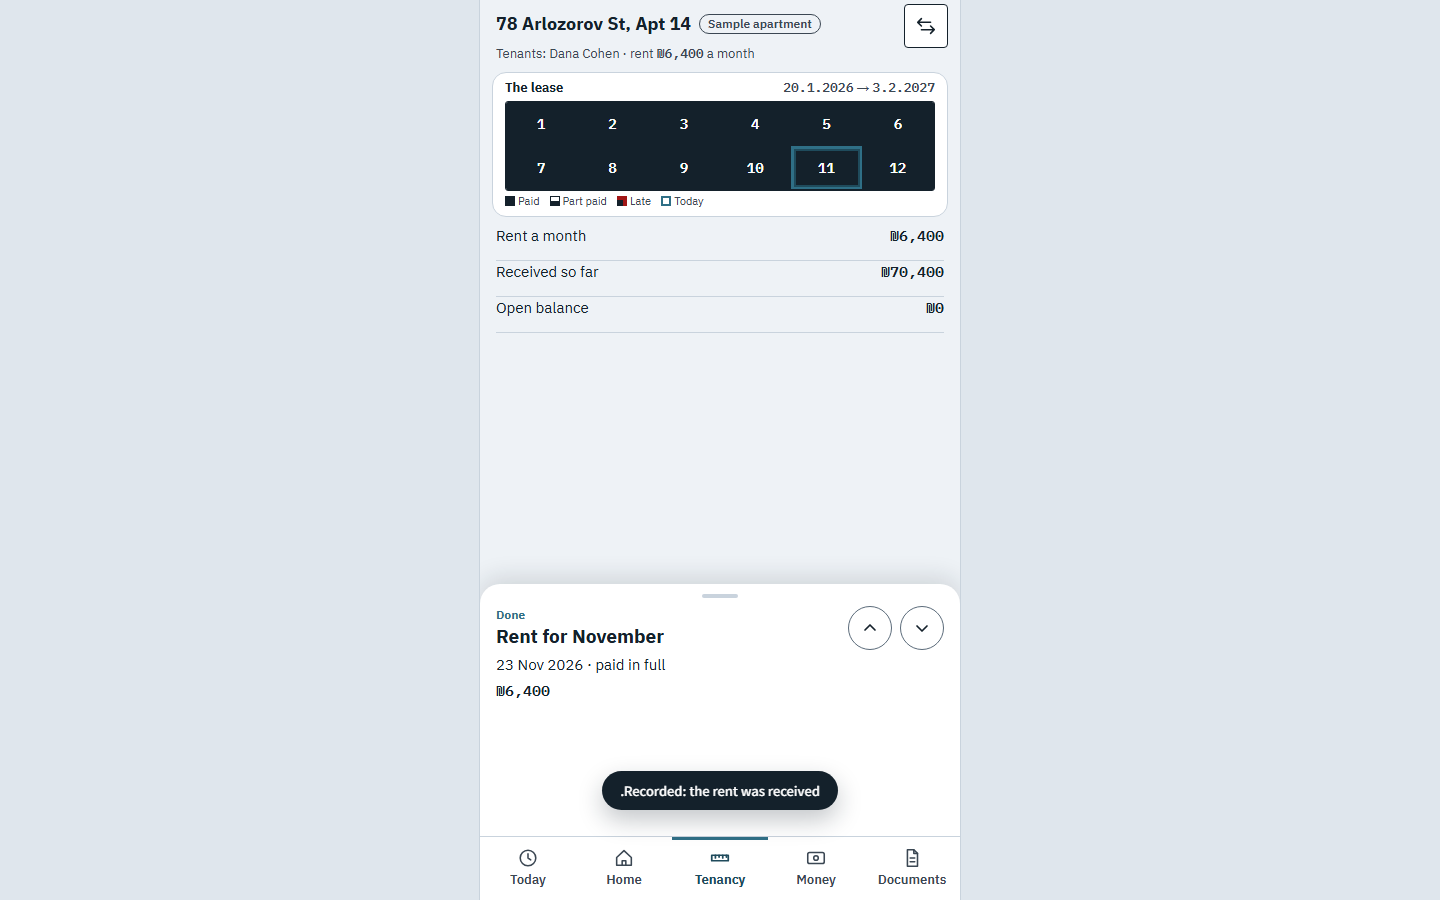 78 Arlozorov St, Apt 14 Sample apartment
Tenants: Dana Cohen · rent ₪6,400 a month
The lease 20.1.2026 → 3.2.2027
1 2 3 4 5 6
7 8 9 10 11 12
Paid Part paid Late Today
Rent a month ₪6,400
Received so far ₪70,400
Open balance ₪0
Done
Rent for November
23 Nov 2026 · paid in full
₪6,400
.Recorded: the rent was received
Today Home Tenancy Money Documents